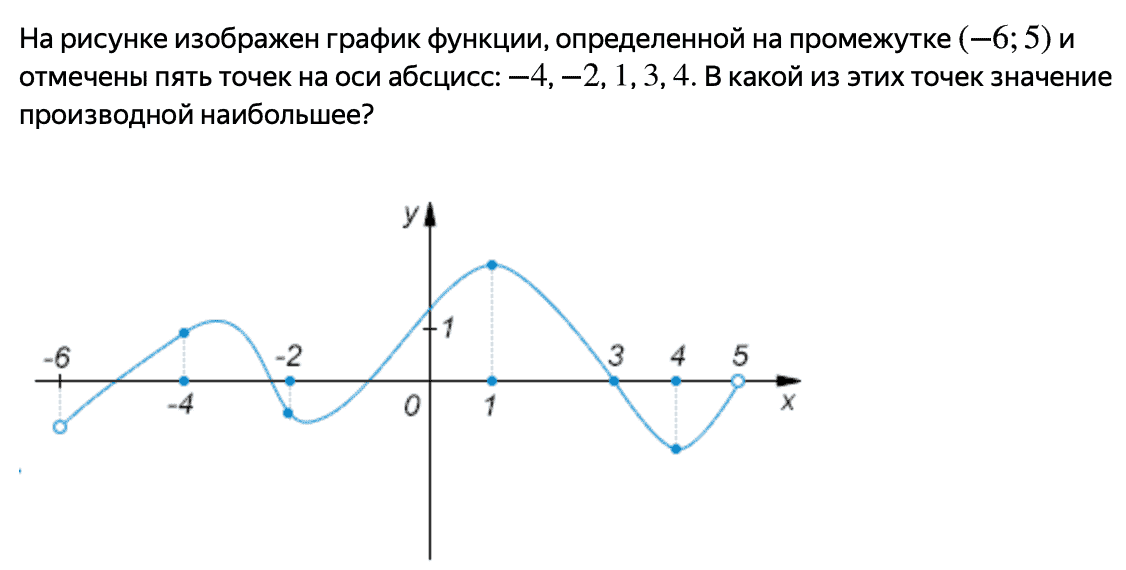 На рисунке изображен график функции, определенной на промежутке (−6; 5) и
отмечены пять точек на оси абсцисс: −4, −2, 1, 3, 4. В какой из этих точек значение
производной наибольшее?
y
1
-6 -2 3 4 5
-4 0 1 x